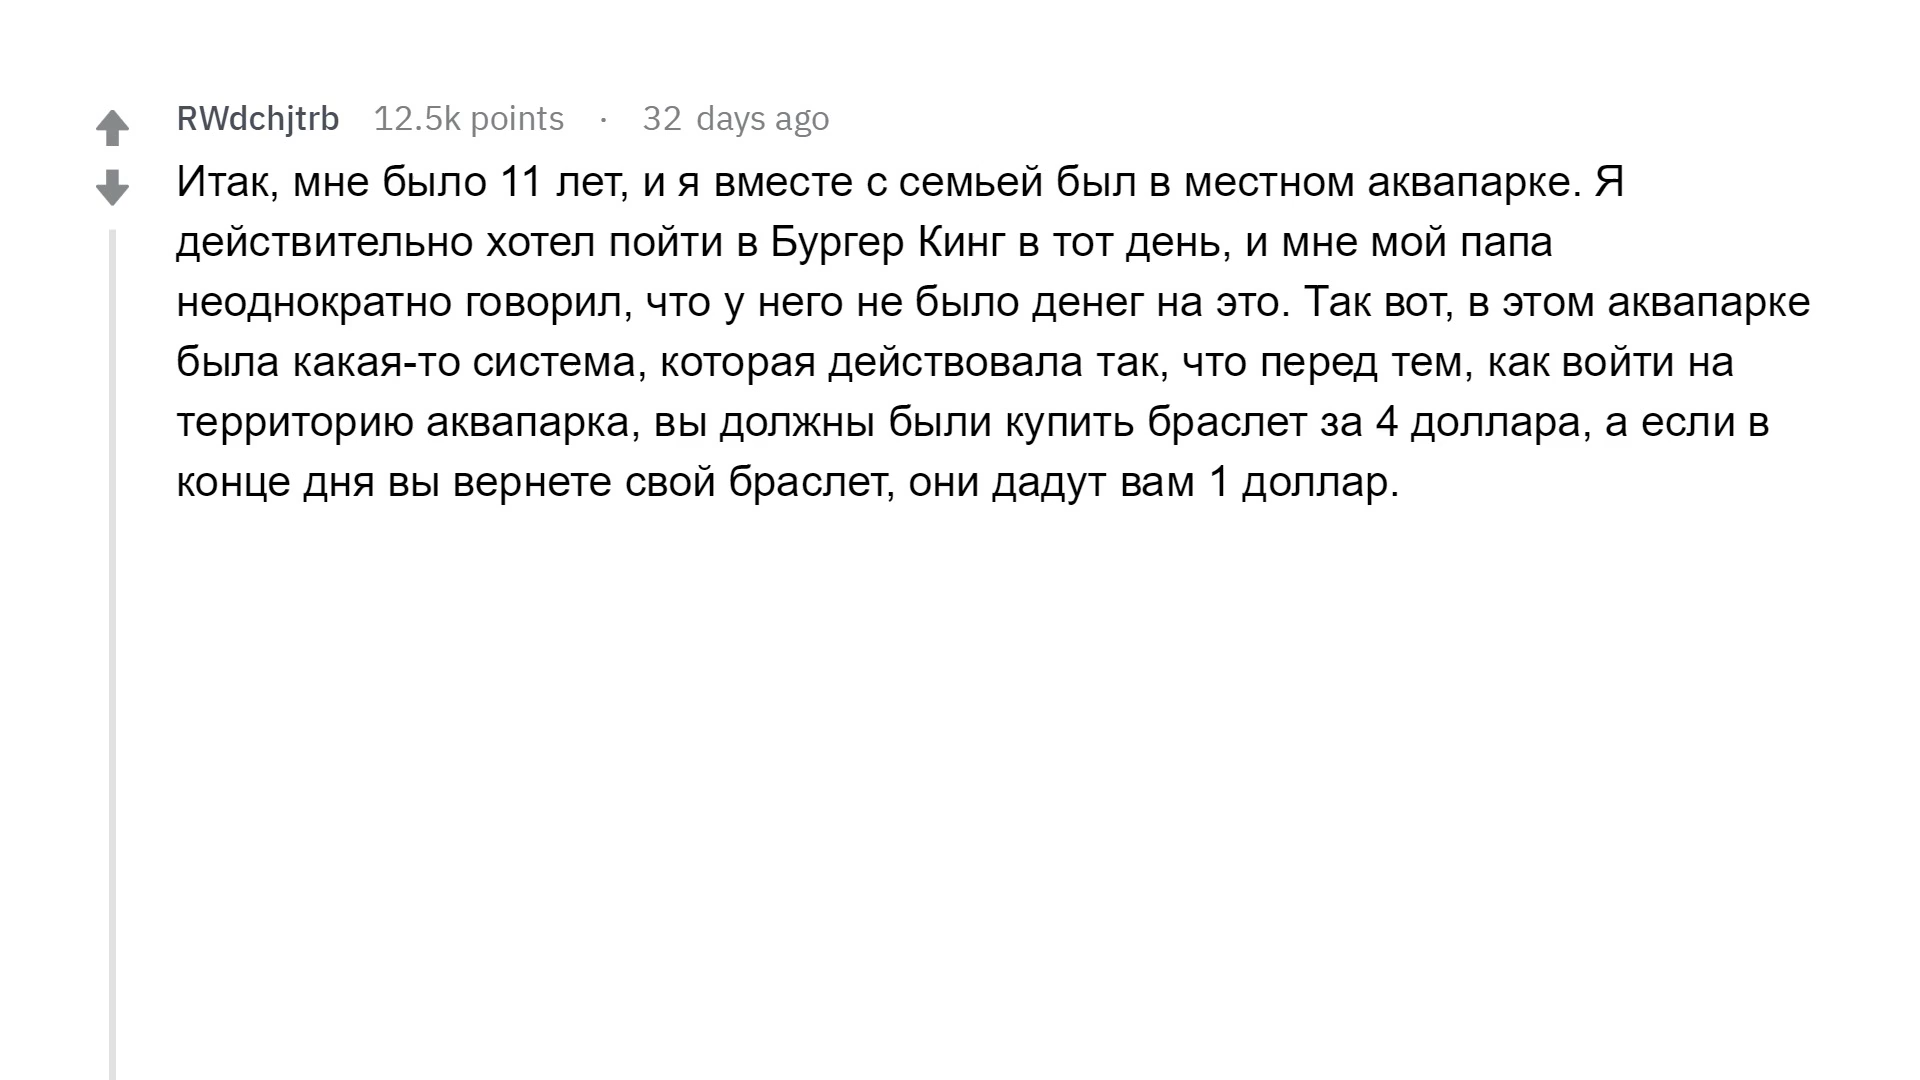 RWdchjtrb 12.5k points · 32 days ago
Итак, мне было 11 лет, и я вместе с семьей был в местном аквапарке. Я
действительно хотел пойти в Бургер Кинг в тот день, и мне мой папа
неоднократно говорил, что у него не было денег на это. Так вот, в этом аквапарке
была какая-то система, которая действовала так, что перед тем, как войти на
территорию аквапарка, вы должны были купить браслет за 4 доллара, а если в
конце дня вы вернете свой браслет, они дадут вам 1 доллар.